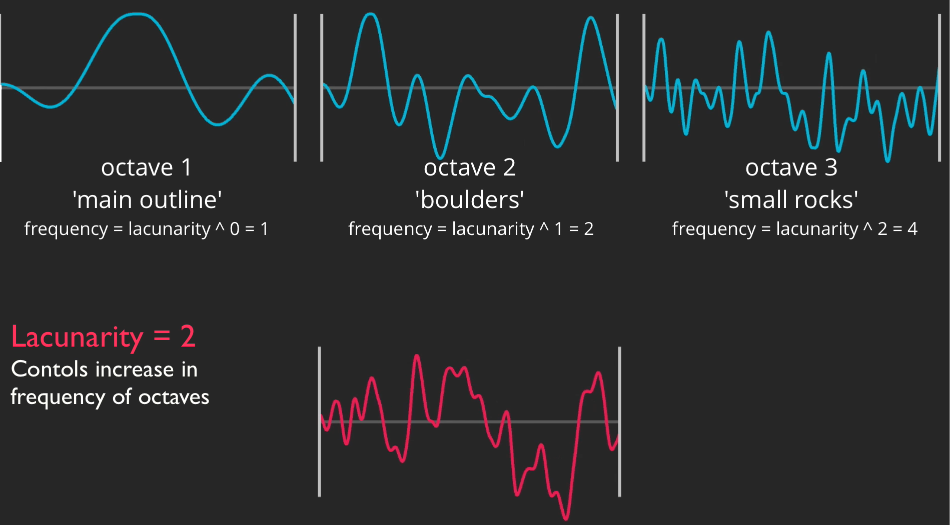 octave 1
'main outline'
frequency = lacunarity ^ 0 = 1
octave 2
'boulders'
frequency = lacunarity ^ 1 = 2
octave 3
'small rocks'
frequency = lacunarity ^ 2 = 4
Lacunarity = 2
Contols increase in
frequency of octaves